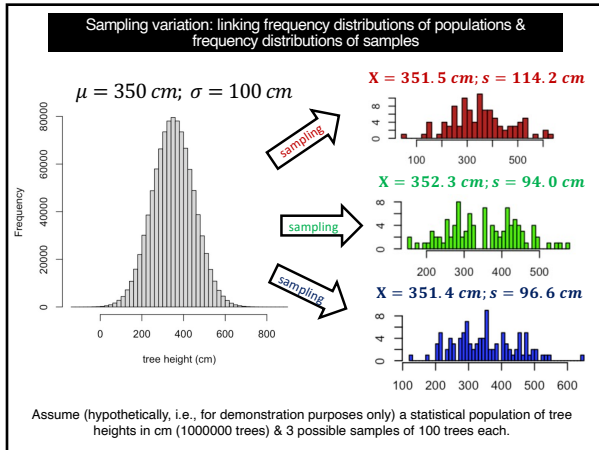 Sampling variation: linking frequency distributions of populations &
frequency distributions of samples
μ = 350 cm; σ = 100 cm
Frequency
0 20000 40000 60000 80000
0 200 400 600 800
tree height (cm)
sampling
X = 351.5 cm; s = 114.2 cm
0 4 8
100 300 500
sampling
X = 352.3 cm; s = 94.0 cm
0 4 8
200 300 400 500
sampling
X = 351.4 cm; s = 96.6 cm
0 4 8
100 200 300 400 500 600
Assume (hypothetically, i.e., for demonstration purposes only) a statistical population of tree
heights in cm (1000000 trees) & 3 possible samples of 100 trees each.